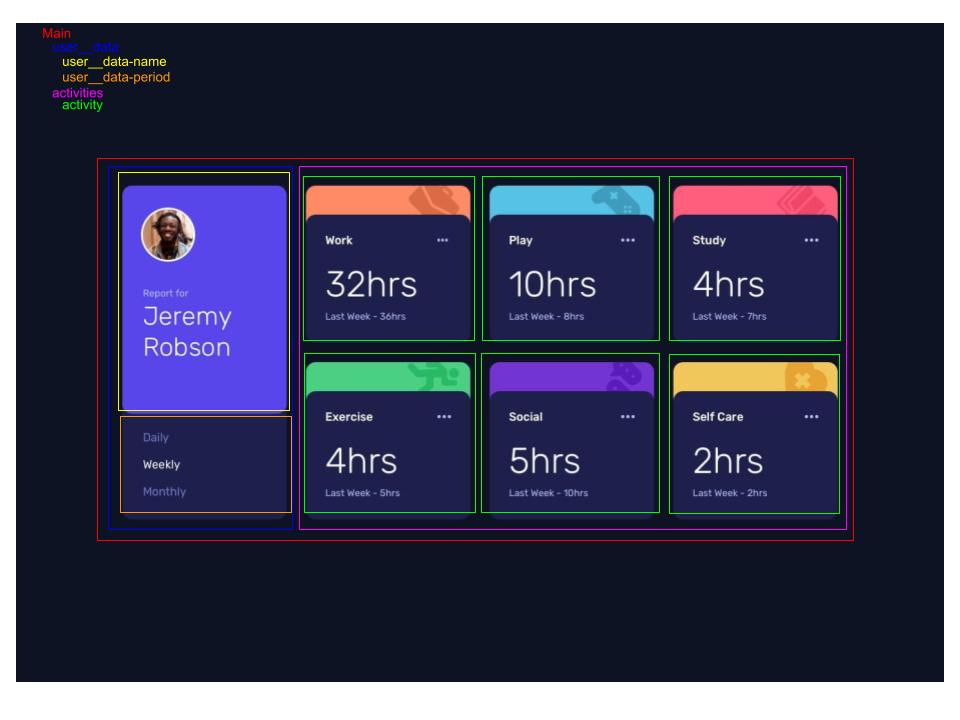 Main
user__data
user__data-name
user__data-period
activities
activity
Report for
Jeremy
Robson
Daily
Weekly
Monthly
Work
32hrs
Last Week - 36hrs
Play
10hrs
Last Week - 8hrs
Study
4hrs
Last Week - 7hrs
Exercise
4hrs
Last Week - 5hrs
Social
5hrs
Last Week - 10hrs
Self Care
2hrs
Last Week - 2hrs